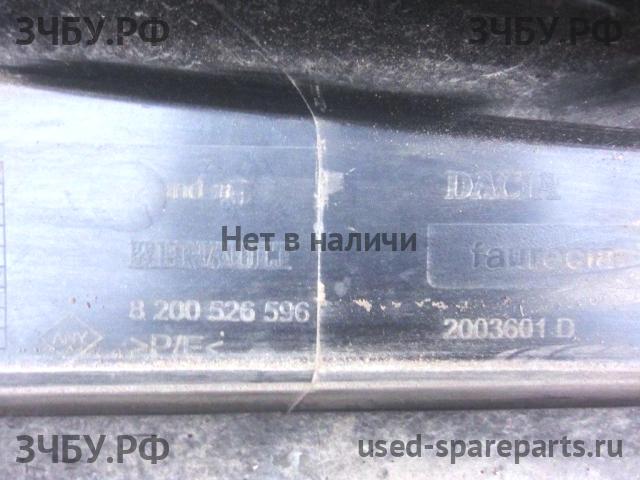 ЗЧБУ.РФ ЗЧБУ.РФ
DACIA
RENAULT
Нет в наличи
faurecia
8 200 526 596
2003601 D
>P/E<
ЗЧБУ.РФ
used-spareparts.ru